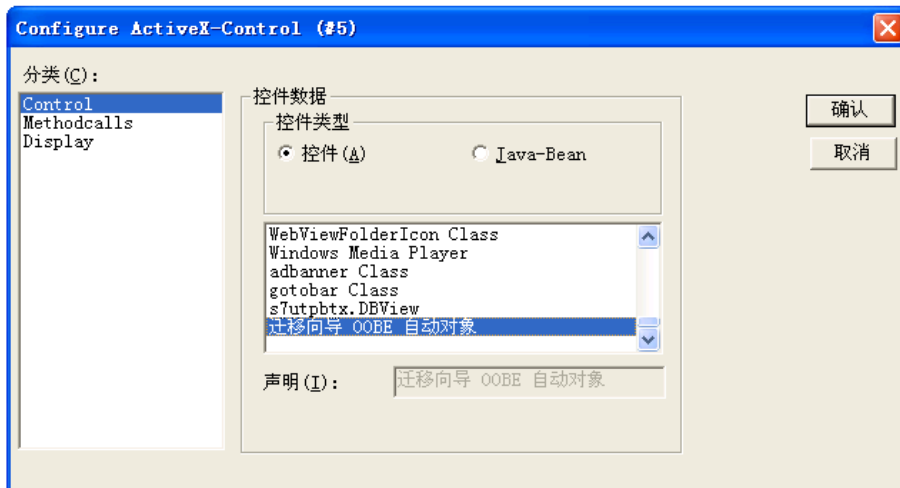 Configure ActiveX-Control (#5)
分类(C):
Control
Methodcalls
Display
控件数据
控件类型
控件(A)
Java-Bean
WebViewFolderIcon Class
Windows Media Player
adbanner Class
gotobar Class
s7utpbtx.DBView
迁移向导 OOBE 自动对象
声明(I):
迁移向导 OOBE 自动对象
确认
取消